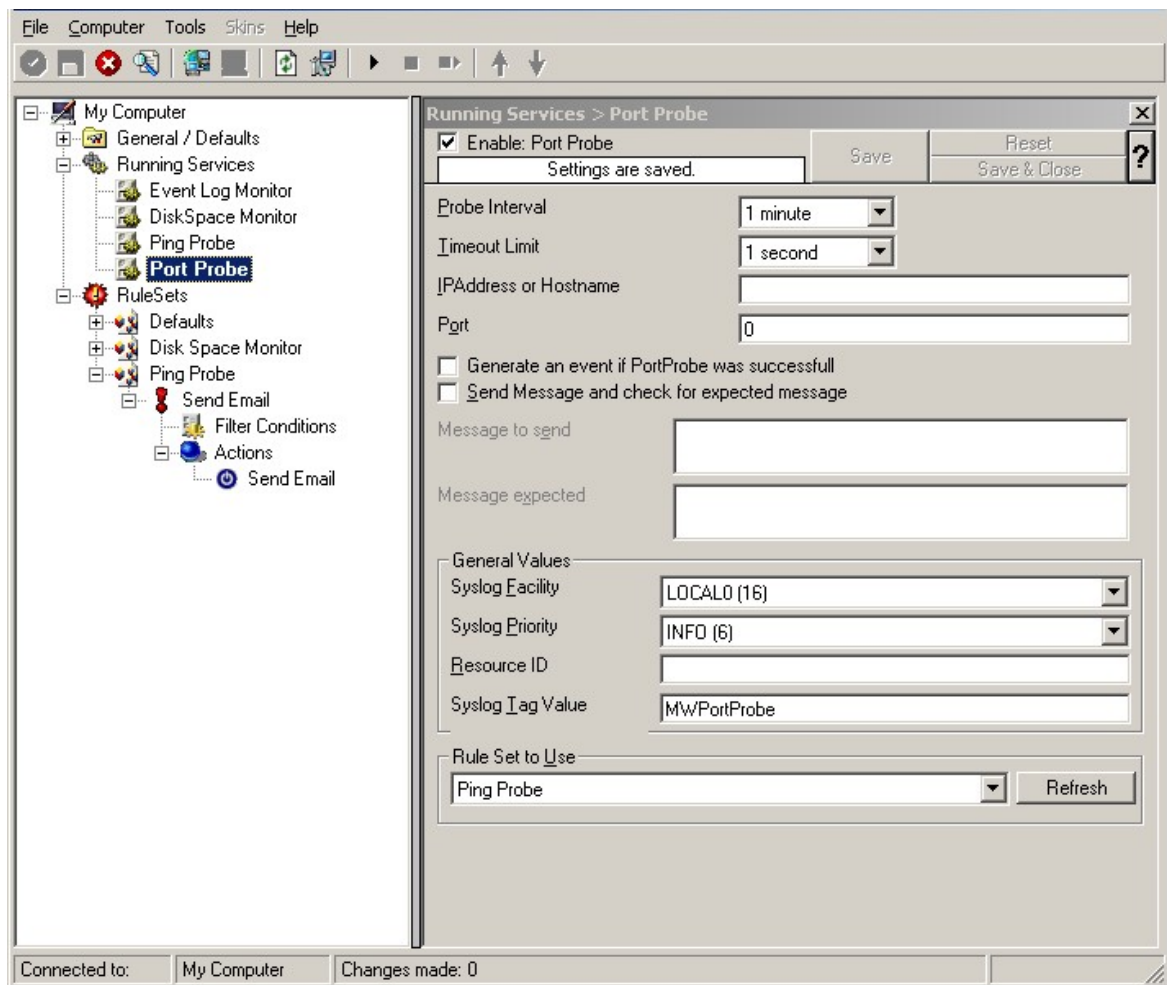 File Computer Tools Skins Help
My Computer
General / Defaults
Running Services
Event Log Monitor
DiskSpace Monitor
Ping Probe
Port Probe
RuleSets
Defaults
Disk Space Monitor
Ping Probe
Send Email
Filter Conditions
Actions
Send Email
Running Services > Port Probe
Enable: Port Probe
Settings are saved.
Save
Reset
Save & Close
?
Probe Interval
1 minute
Timeout Limit
1 second
IPAddress or Hostname
Port
0
Generate an event if PortProbe was successfull
Send Message and check for expected message
Message to send
Message expected
General Values
Syslog Facility
LOCAL0 (16)
Syslog Priority
INFO (6)
Resource ID
Syslog Tag Value
MWPortProbe
Rule Set to Use
Ping Probe
Refresh
Connected to: My Computer Changes made: 0